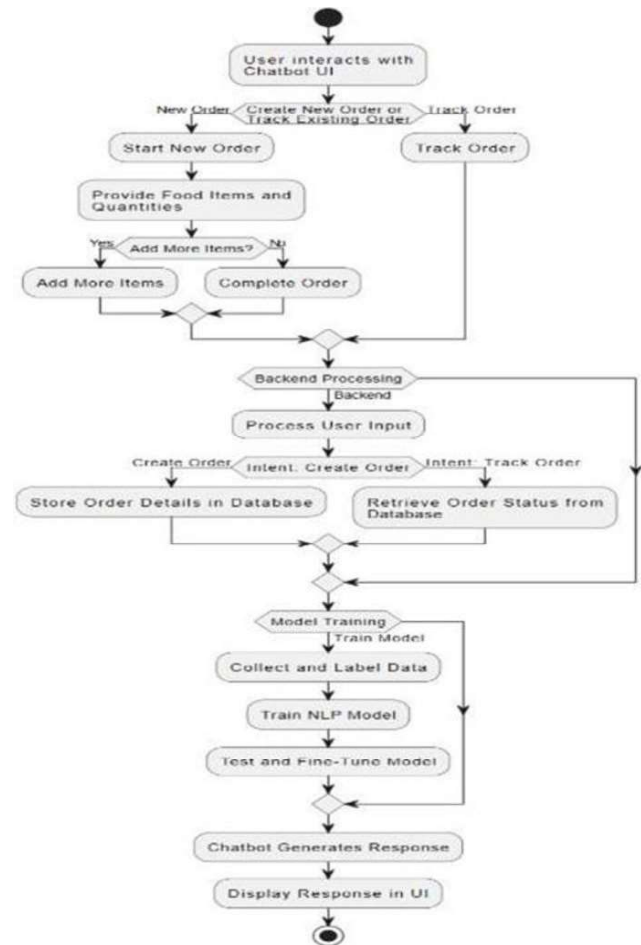 User interacts with
Chatbot UI
New Order
Create New Order or
Track Existing Order
Track Order
Start New Order
Track Order
Provide Food Items and
Quantities
Yes
Add More Items?
No
Add More Items
Complete Order
Backend Processing
Backend
Process User Input
Create Order
Intent: Create Order
Intent: Track Order
Store Order Details in Database
Retrieve Order Status from
Database
Model Training
Train Model
Collect and Label Data
Train NLP Model
Test and Fine-Tune Model
Chatbot Generates Response
Display Response in UI